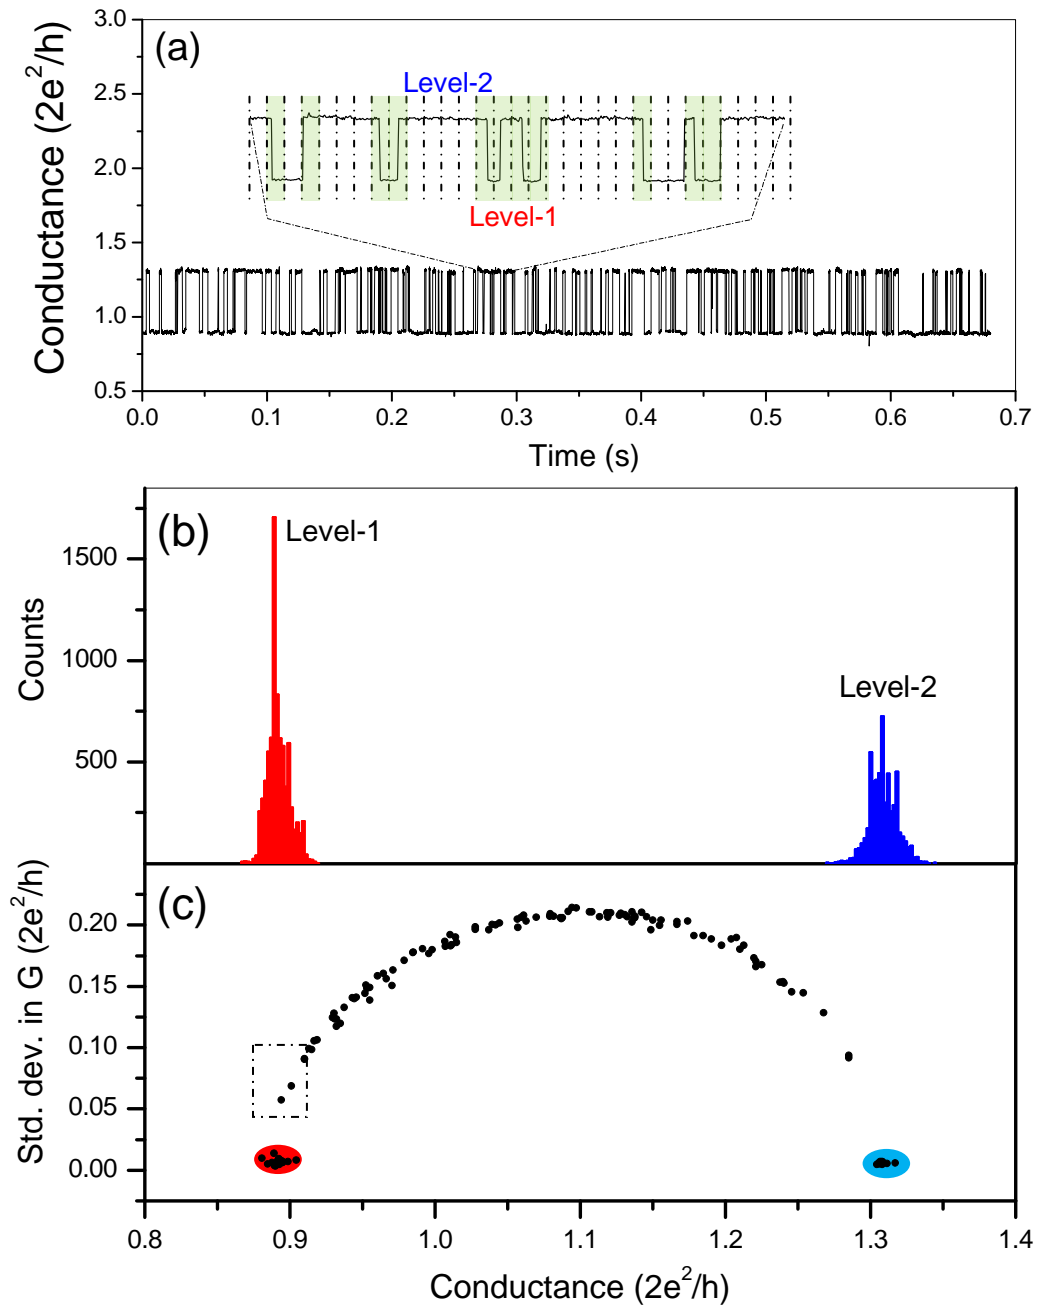 (a)
Conductance (2e²/h)
3.0
2.5
2.0
1.5
1.0
0.5
Level-2
Level-1
0.0 0.1 0.2 0.3 0.4 0.5 0.6 0.7
Time (s)
(b)
Counts
1500
1000
500
Level-1
Level-2
(c)
Std. dev. in G (2e²/h)
0.20
0.15
0.10
0.05
0.00
0.8 0.9 1.0 1.1 1.2 1.3 1.4
Conductance (2e²/h)